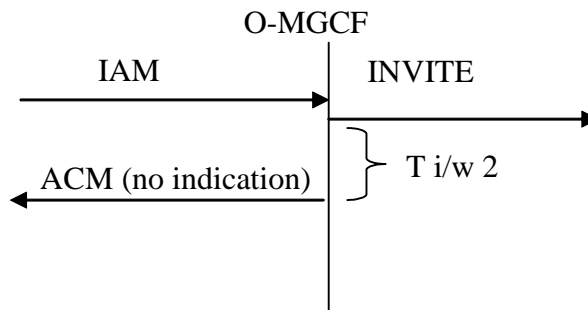 O-MGCF
IAM
INVITE
T i/w 2
ACM (no indication)